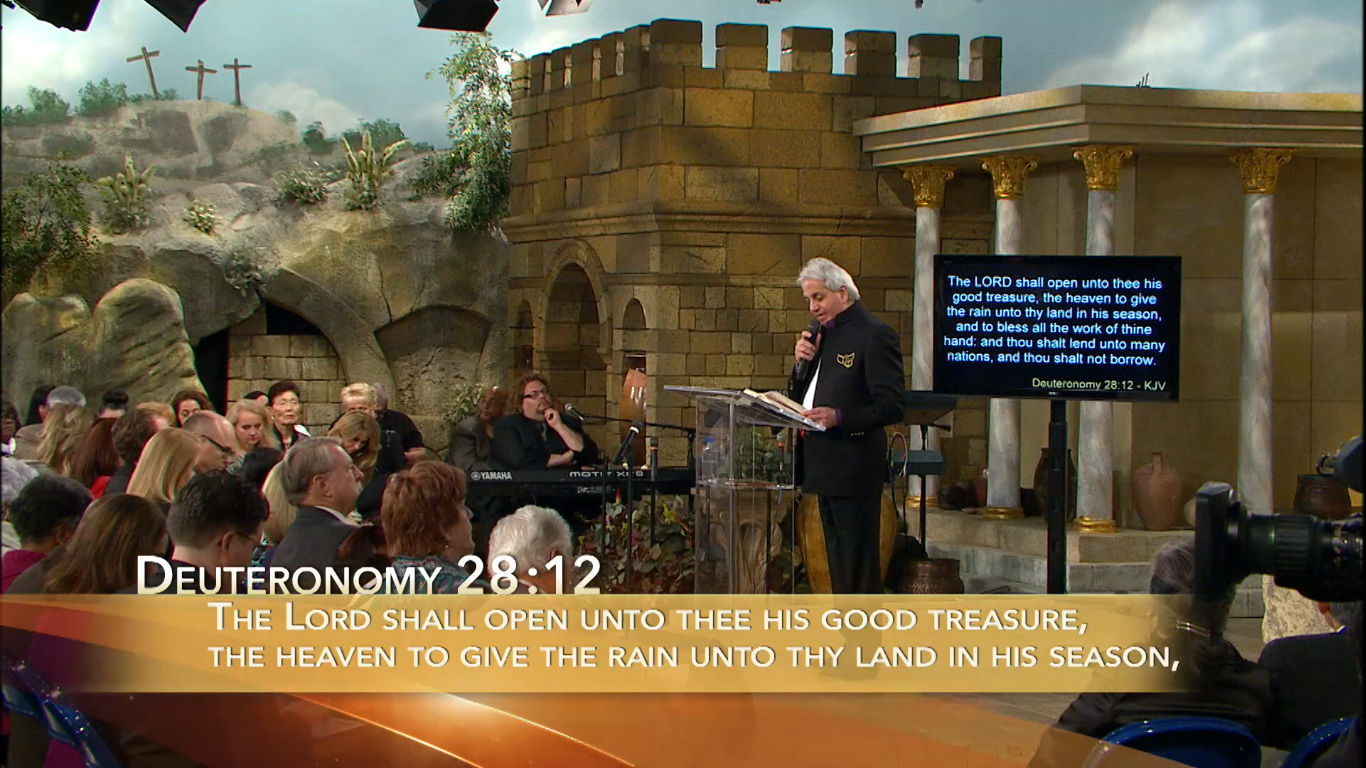 The LORD shall open unto thee his
good treasure, the heaven to give
the rain unto thy land in his season,
and to bless all the work of thine
hand: and thou shalt lend unto many
nations, and thou shalt not borrow.
Deuteronomy 28:12 - KJV
YAMAHA
DEUTERONOMY 28:12
THE LORD SHALL OPEN UNTO THEE HIS GOOD TREASURE,
THE HEAVEN TO GIVE THE RAIN UNTO THY LAND IN HIS SEASON,